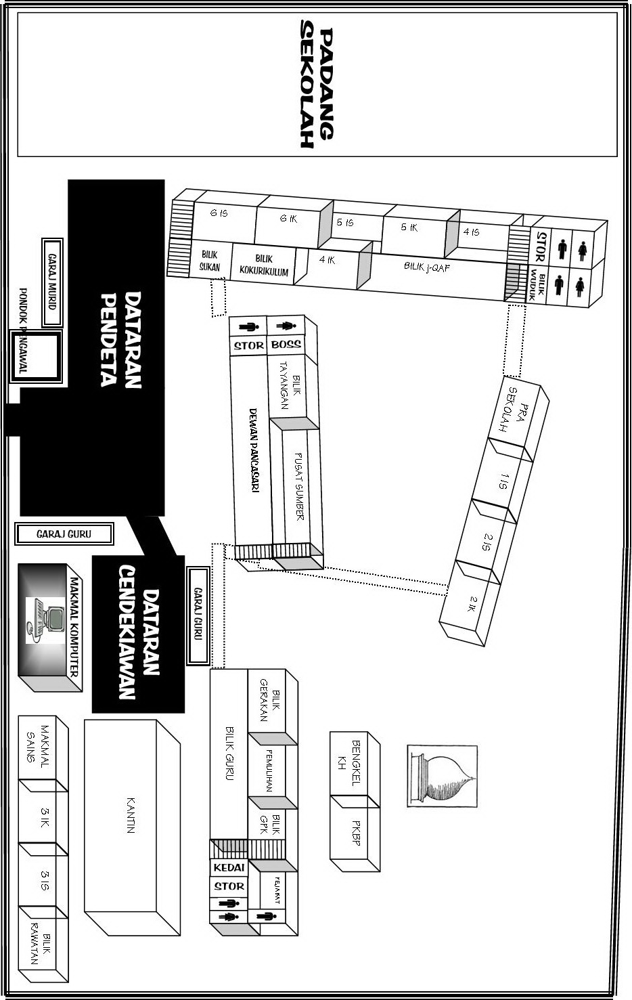 PADANG
SEKOLAH
6 IS
6 IK
5 IS
5 IK
4 IS
STOR
BILIK
SUKAN
BILIK
KOKURIKULUM
4 IK
BILIK j-QAF
BILIK
WUDUK
GARAJ MURID
PONDOK PENGAWAL
DATARAN
PENDETA
STOR
BOSS
BILIK
TAYANGAN
DEWAN PANCASARI
PUSAT SUMBER
PRA
SEKOLAH
1 IS
2 IS
2 IK
GARAJ GURU
MAKMAL KOMPUTER
DATARAN
CENDEKIAWAN
GARAJ GURU
BILIK
GERAKAN
PEMULIHAN
BILIK
GPK
BILIK GURU
KEDAI
STOR
PEJABAT
BENGKEL
KH
PKBP
KANTIN
MAKMAL
SAINS
3 IK
3 IS
BILIK
RAWATAN